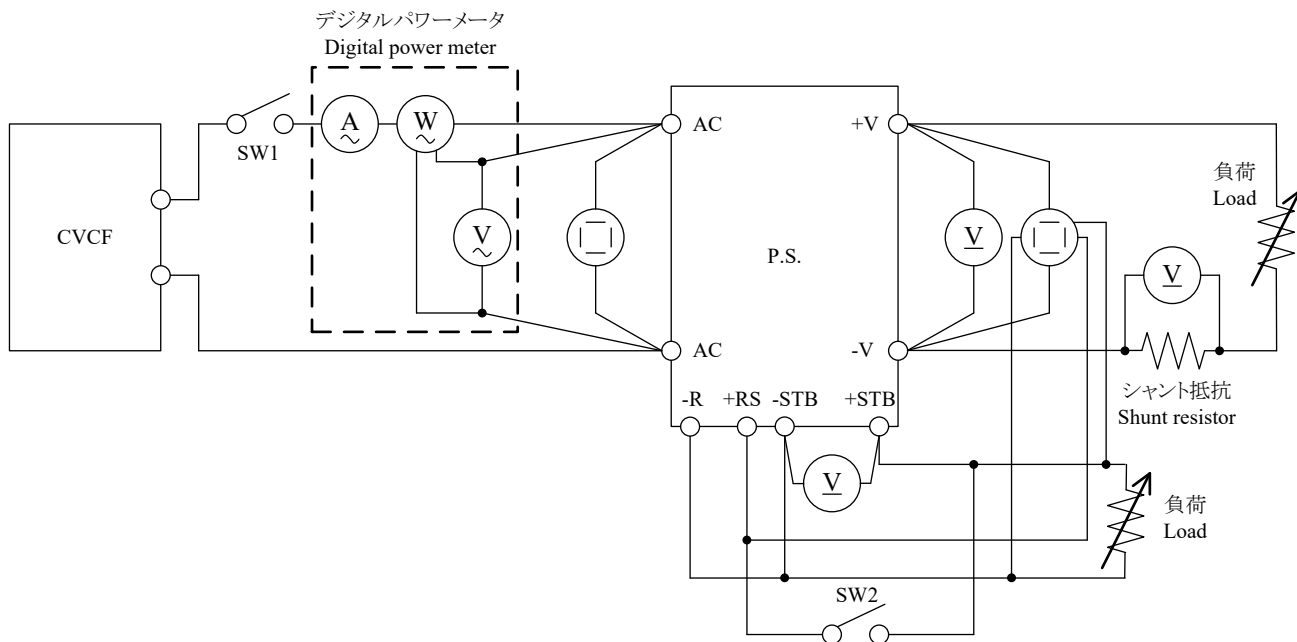 デジタルパワーメータ
Digital power meter
CVCF
SW1
A
W
V
AC
+V
P.S.
V
V
負荷
Load
AC
-V
シャント抵抗
Shunt resistor
-R
+RS
-STB
+STB
V
負荷
Load
SW2